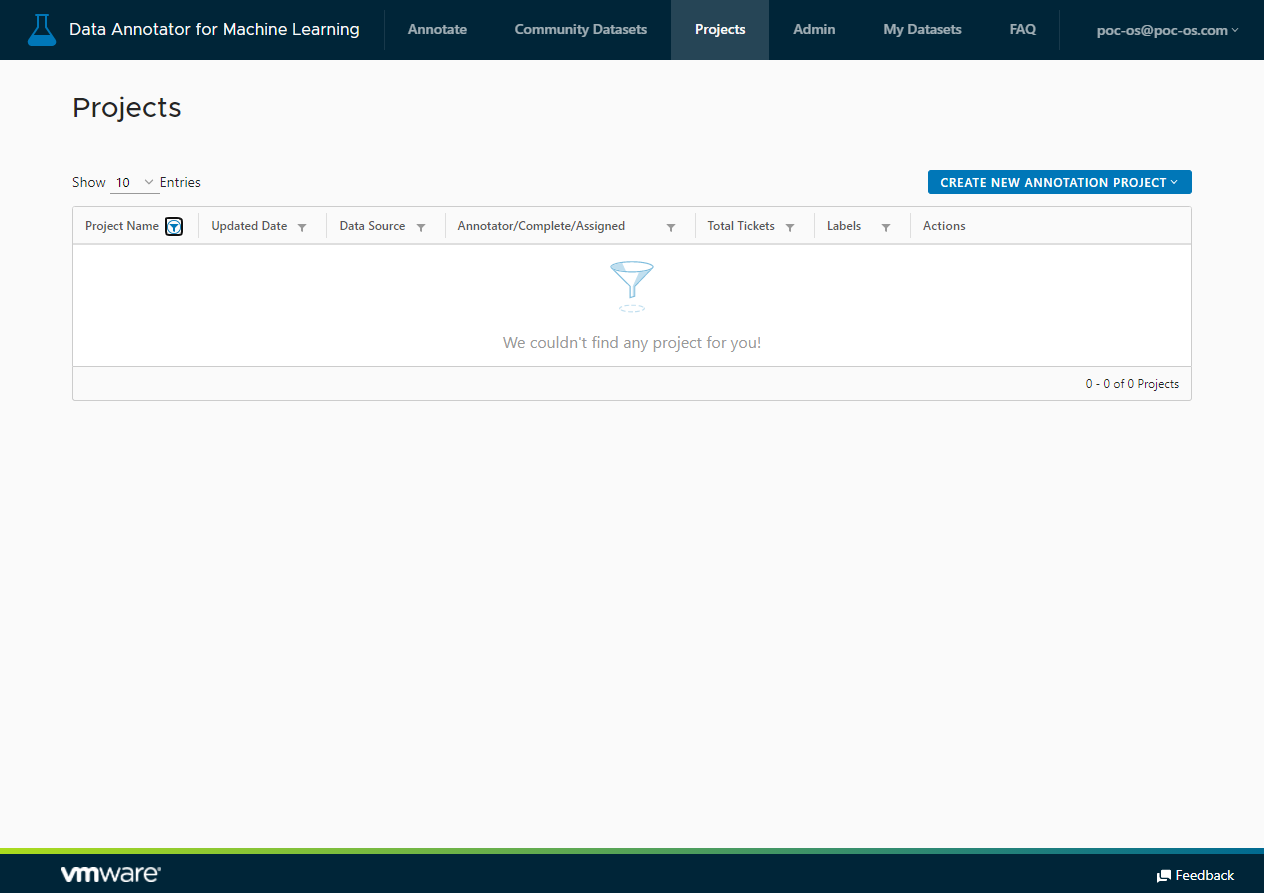 Data Annotator for Machine Learning Annotate Community Datasets Projects Admin My Datasets FAQ poc-os@poc-os.com
Projects
Show 10 Entries CREATE NEW ANNOTATION PROJECT
Project Name Updated Date Data Source Annotator/Complete/Assigned Total Tickets Labels Actions
We couldn't find any project for you!
0 - 0 of 0 Projects
vmware Feedback